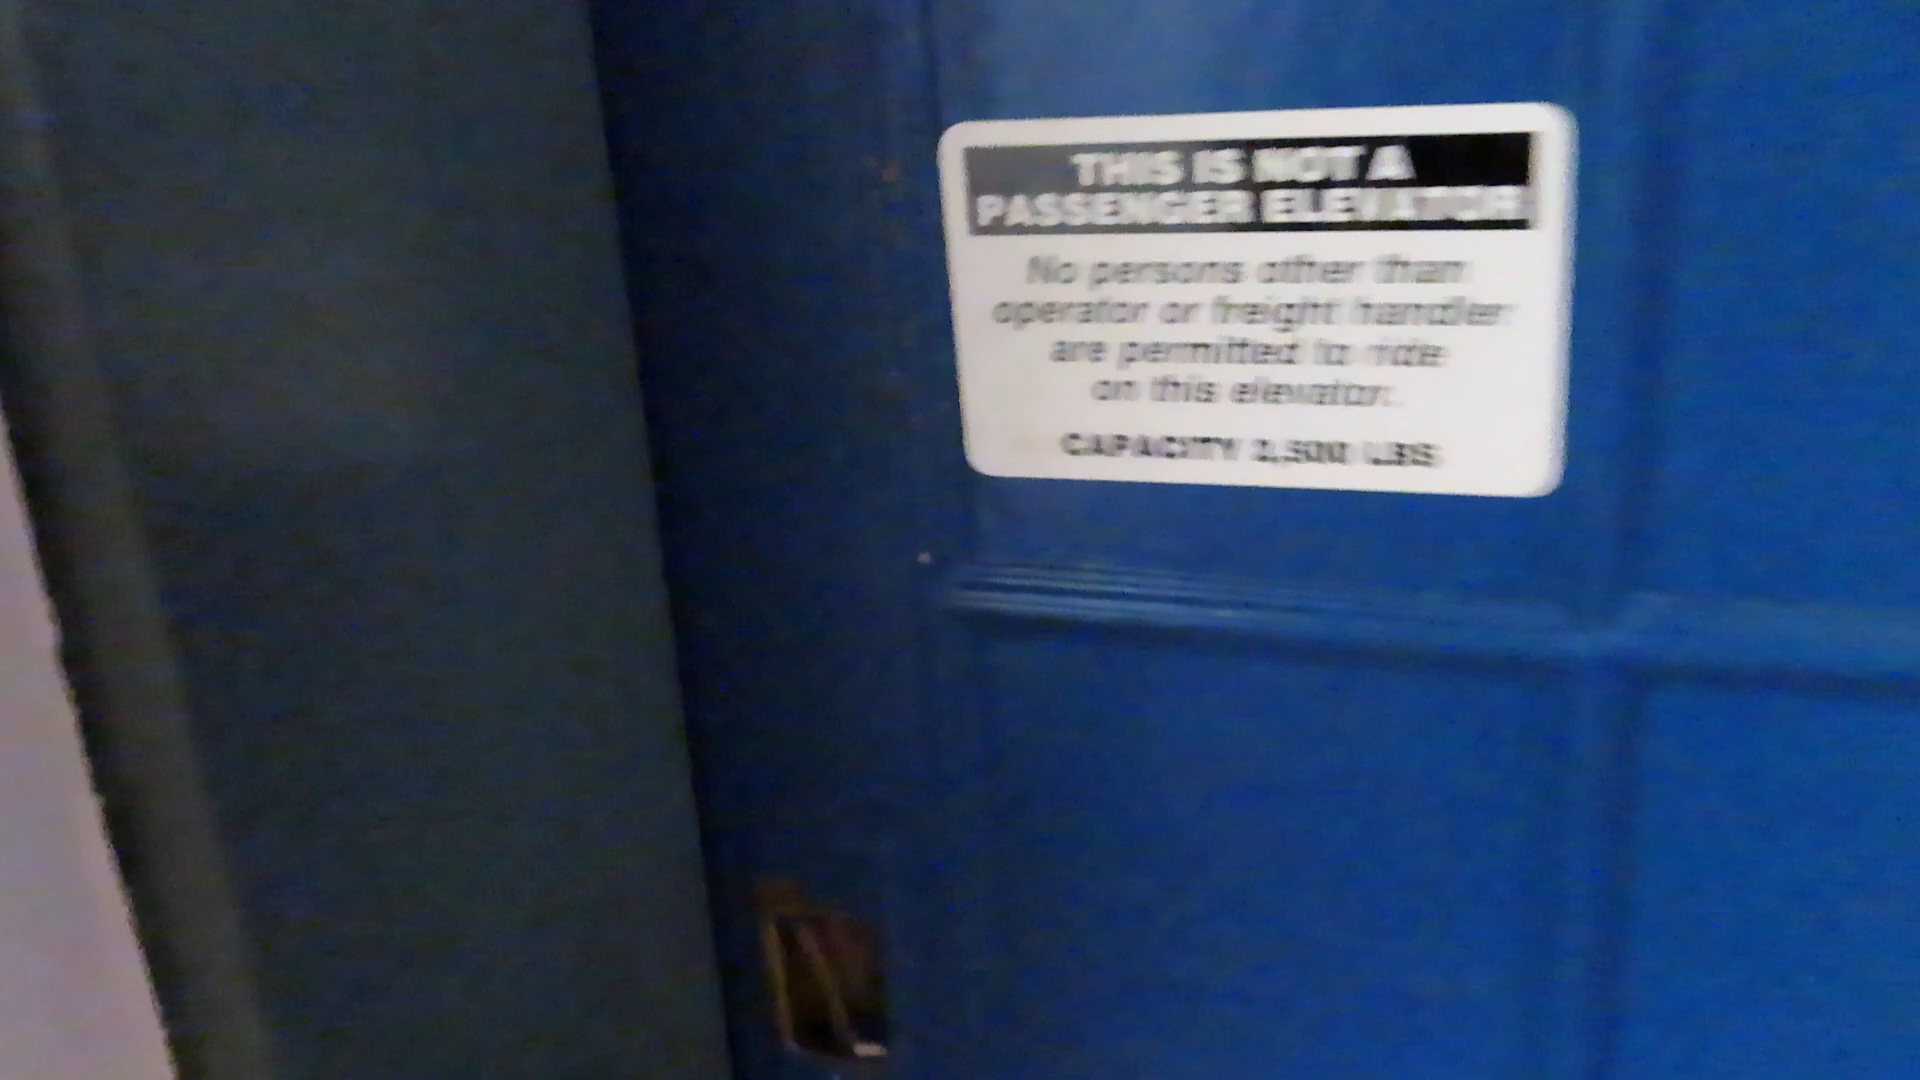 THIS IS NOT A
PASSENGER ELEVATOR
No persons other than
operator or freight handler
are permitted to ride
on this elevator.
CAPACITY 2,500 LBS